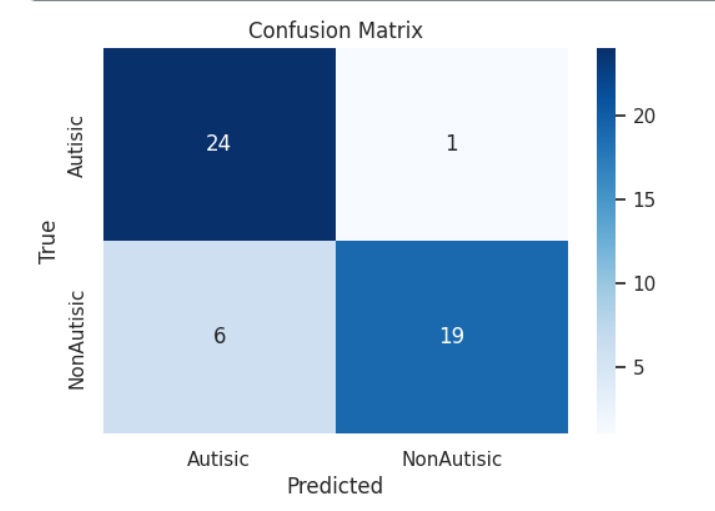 Confusion Matrix
Autisic
24
1
20
15
True
10
NonAutisic
6
19
5
Autisic
NonAutisic
Predicted